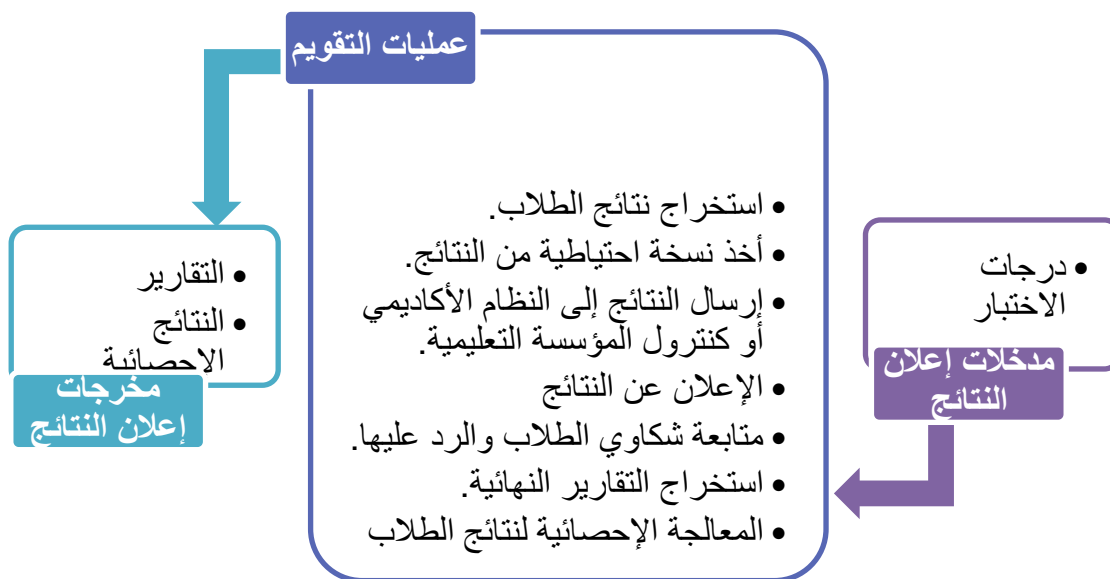 عمليات التقويم
درجات
الاختبار
مدخلات إعلان
النتائج
استخراج نتائج الطلاب.
أخذ نسخة احتياطية من النتائج.
إرسال النتائج إلى النظام الأكاديمي
أو كنترول المؤسسة التعليمية.
الإعلان عن النتائج
متابعة شكاوي الطلاب والرد عليها.
استخراج التقارير النهائية.
المعالجة الإحصائية لنتائج الطلاب
التقارير
النتائج
الإحصائية
مخرجات
إعلان النتائج